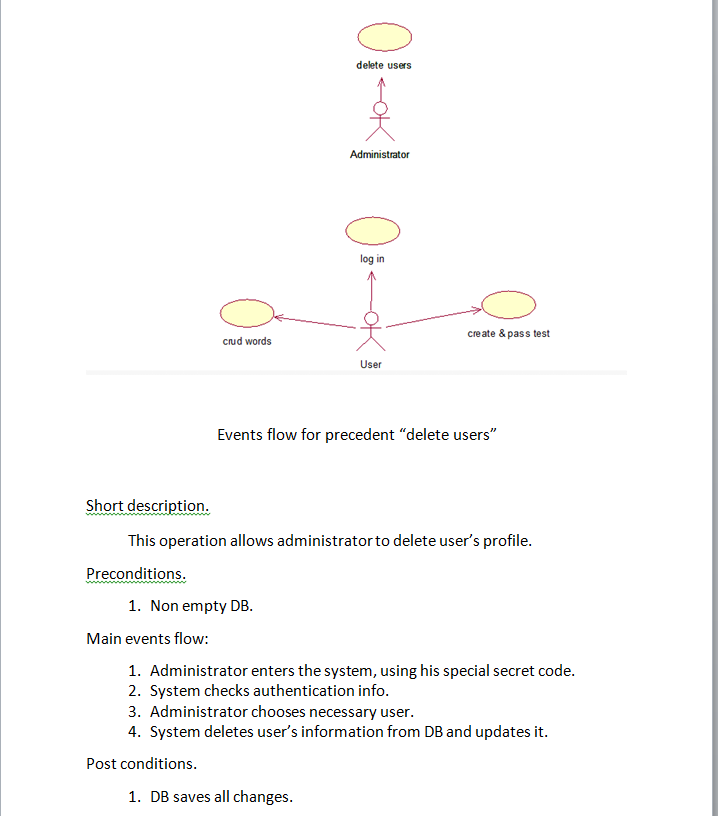 delete users
Administrator
log in
crud words
create & pass test
User
Events flow for precedent “delete users”
Short description.
This operation allows administrator to delete user’s profile.
Preconditions.
1. Non empty DB.
Main events flow:
1. Administrator enters the system, using his special secret code.
2. System checks authentication info.
3. Administrator chooses necessary user.
4. System deletes user’s information from DB and updates it.
Post conditions.
1. DB saves all changes.